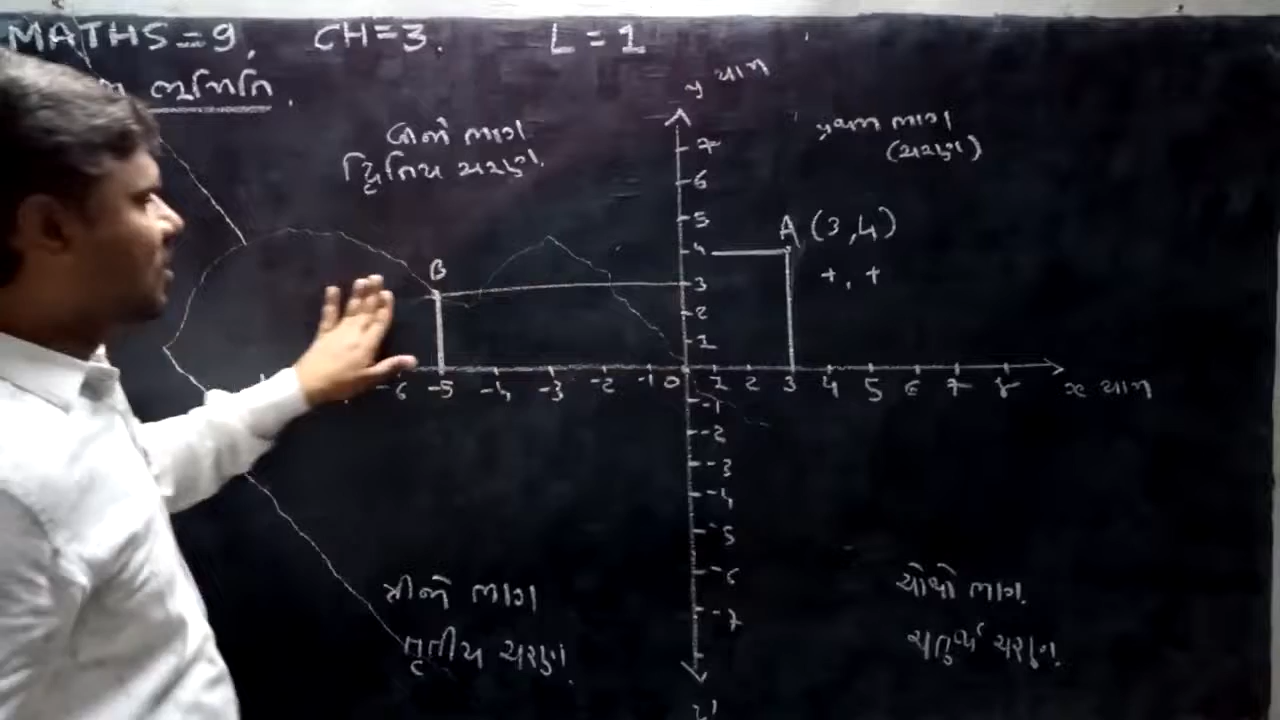 MATHS = 9, CH = 3. L = 1
ભૂમિતિ.
y યામ
બીજો ભાગ
દ્વિતિય ચરણ.
પ્રથમ ભાગ
(ચરણ)
7
6
5
4
3
2
1
A (3,4)
+, +
B
-6 -5 -4 -3 -2 -1 0 1 2 3 4 5 6 7 8
x યામ
-1
-2
-3
-4
-5
-6
-7
ત્રીજો ભાગ
તૃતીય ચરણ.
ચોથો ભાગ.
ચતુર્થ ચરણ.
y'